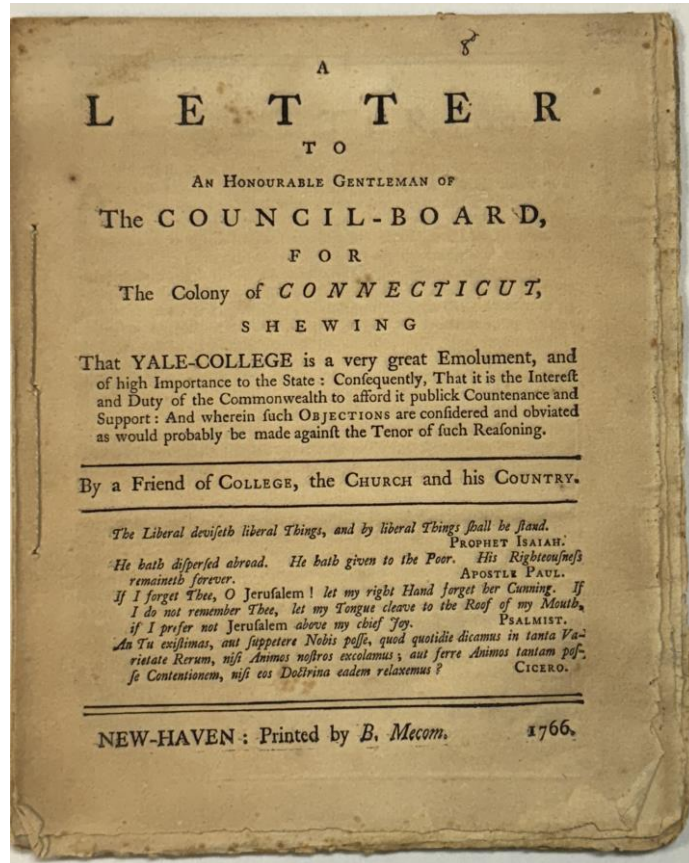 8
A
LETTER
TO
AN HONOURABLE GENTLEMAN OF
The COUNCIL-BOARD,
FOR
The Colony of CONNECTICUT,
SHEWING
That YALE-COLLEGE is a very great Emolument, and
of high Importance to the State : Conſequently, That it is the Intereſt
and Duty of the Commonwealth to afford it publick Countenance and
Support : And wherein ſuch OBJECTIONS are conſidered and obviated
as would probably be made againſt the Tenor of ſuch Reaſoning.
By a Friend of COLLEGE, the CHURCH and his COUNTRY.
The Liberal deviſeth liberal Things, and by liberal Things ſhall he ſtand.
PROPHET ISAIAH.
He hath diſperſed abroad. He hath given to the Poor. His Righteouſneſs
remaineth forever. APOSTLE PAUL.
If I forget Thee, O Jeruſalem ! let my right Hand forget her Cunning. If
I do not remember Thee, let my Tongue cleave to the Roof of my Mouth,
if I prefer not Jeruſalem above my chief Joy. PSALMIST.
An Tu exiſtimas, aut ſuppetere Nobis poſſe, quod quotidie dicamus in tanta Va-
rietate Rerum, niſi Animos noſtros excolamus ; aut ferre Animos tantam poſ-
ſe Contentionem, niſi eos Doctrina eadem relaxemus ? CICERO.
NEW-HAVEN : Printed by B. Mecom. 1766.